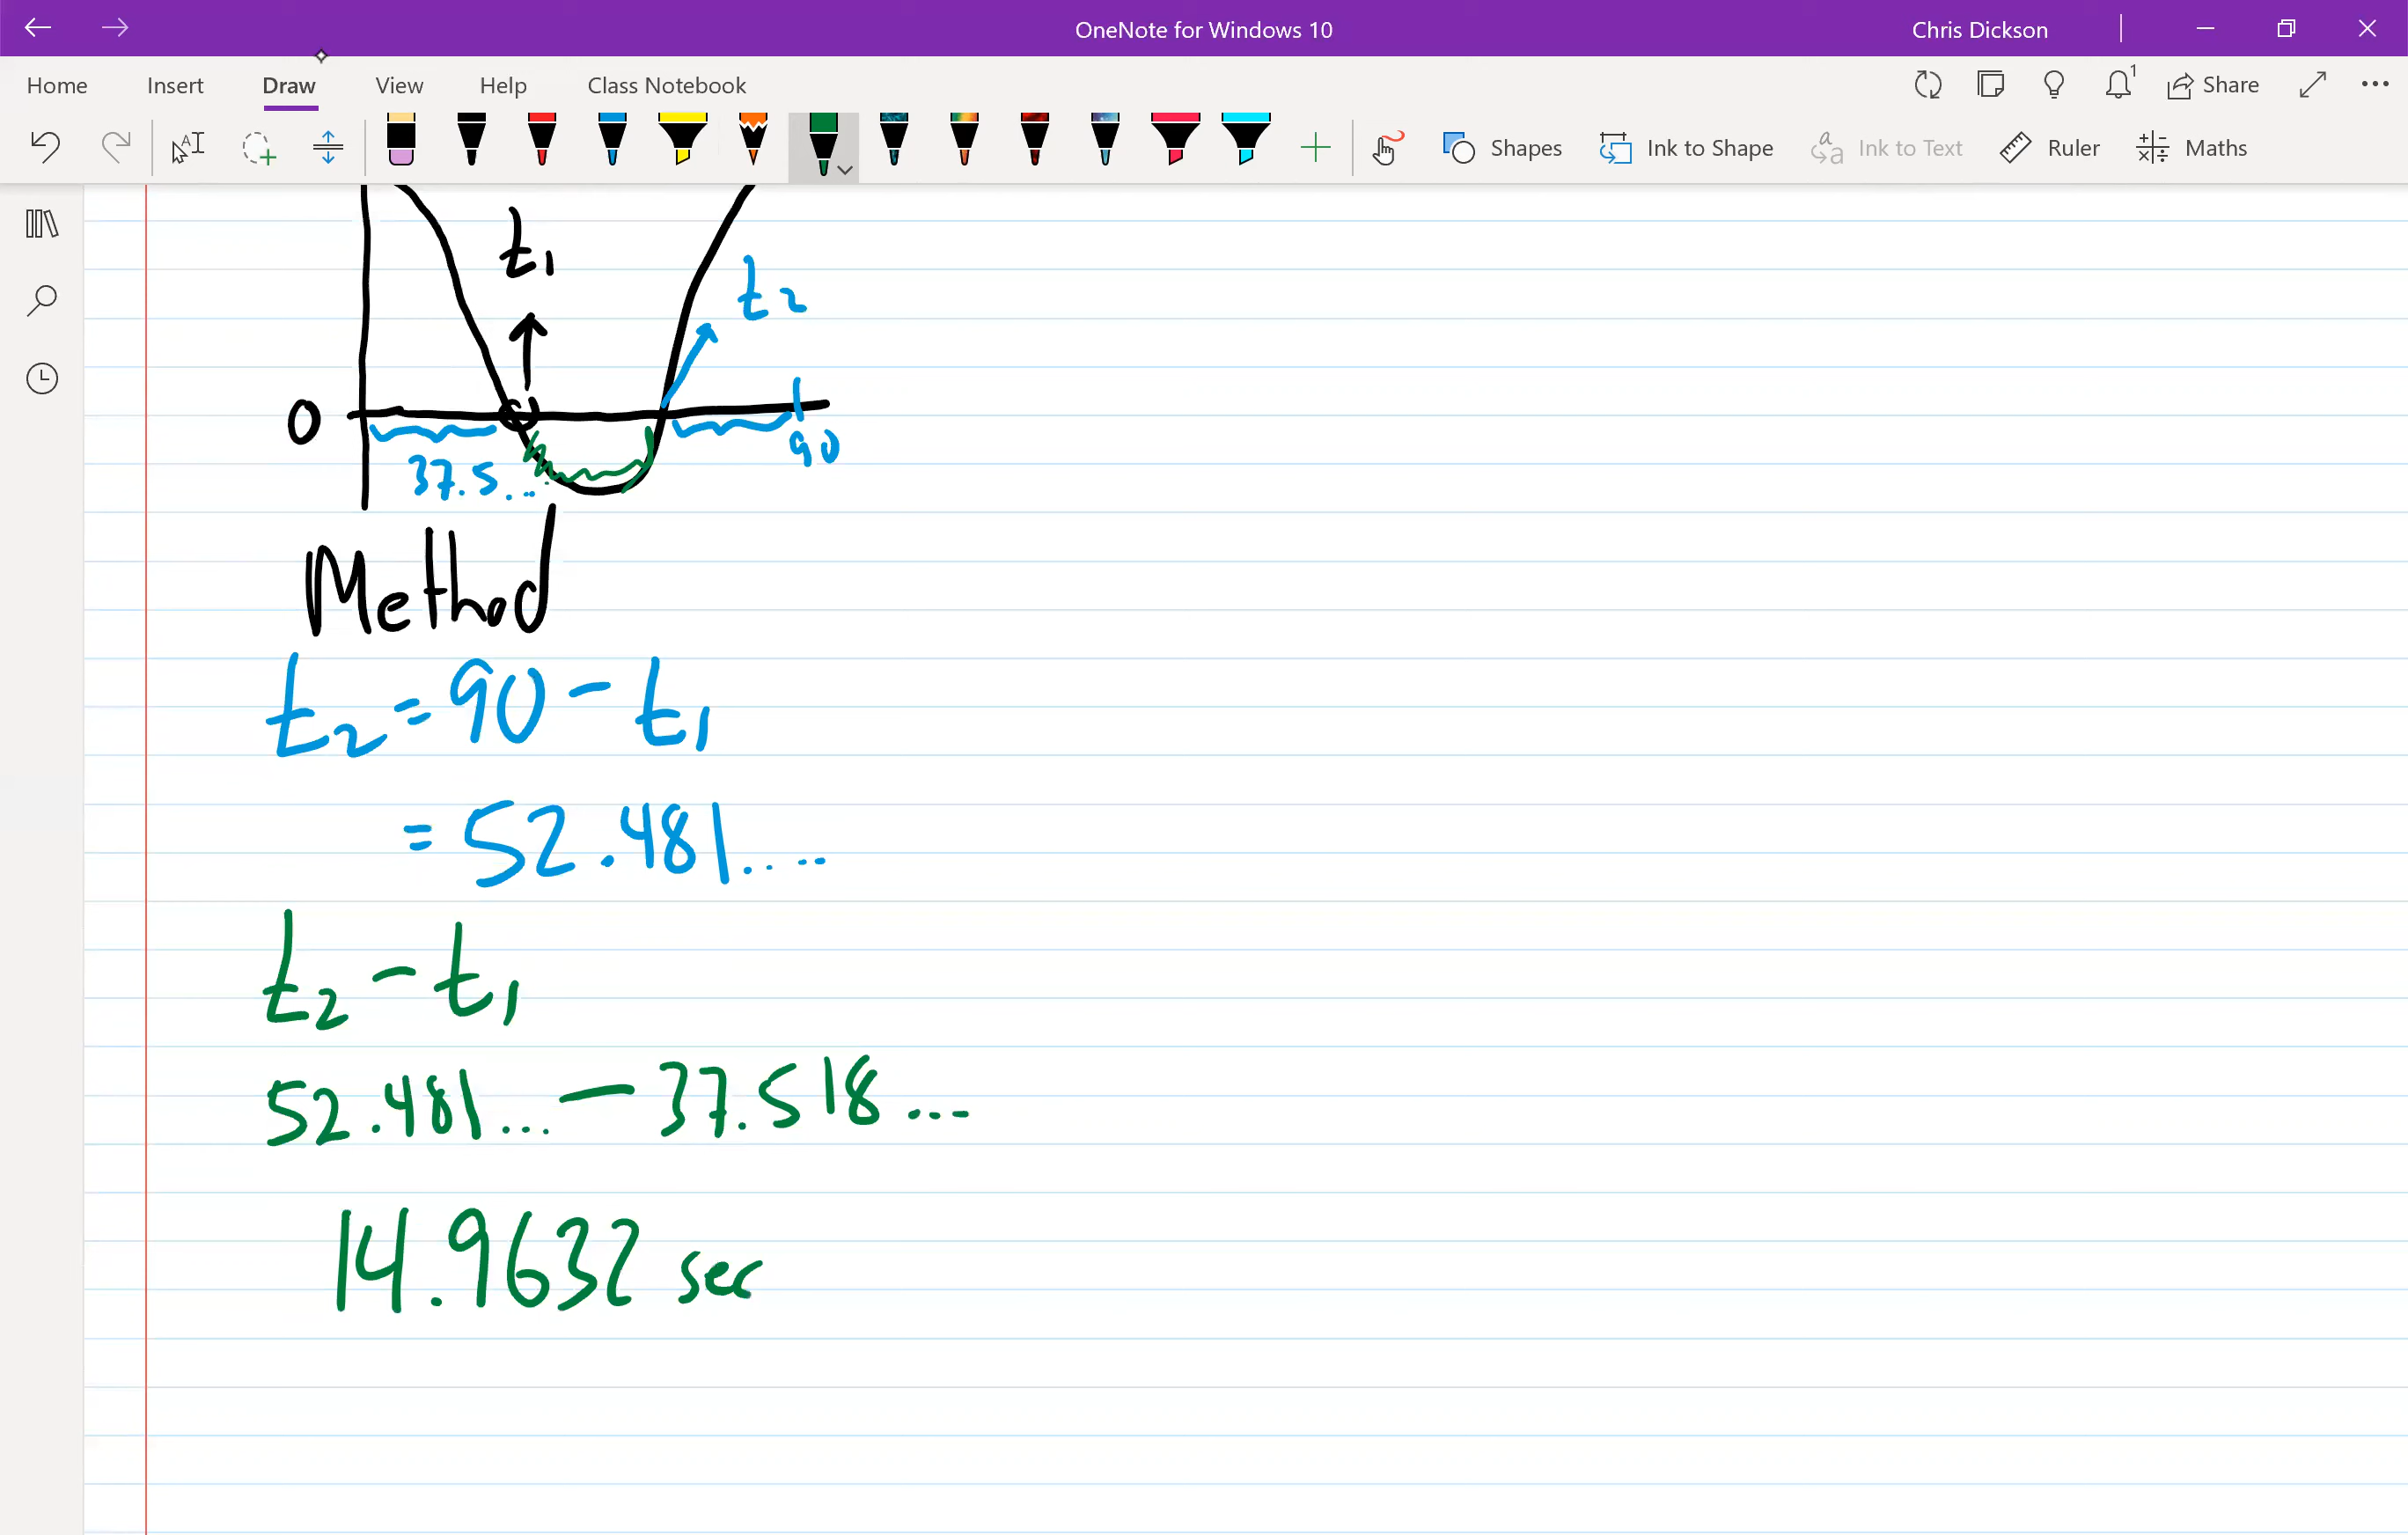 OneNote for Windows 10
Chris Dickson
Home Insert Draw View Help Class Notebook
1
Share
Shapes
Ink to Shape
Ink to Text
Ruler
Maths
t₁
t₂
0
90
37.5...
Method
t₂ = 90 - t₁
= 52.481....
t₂ - t₁
52.481... - 37.518...
14.9632 sec